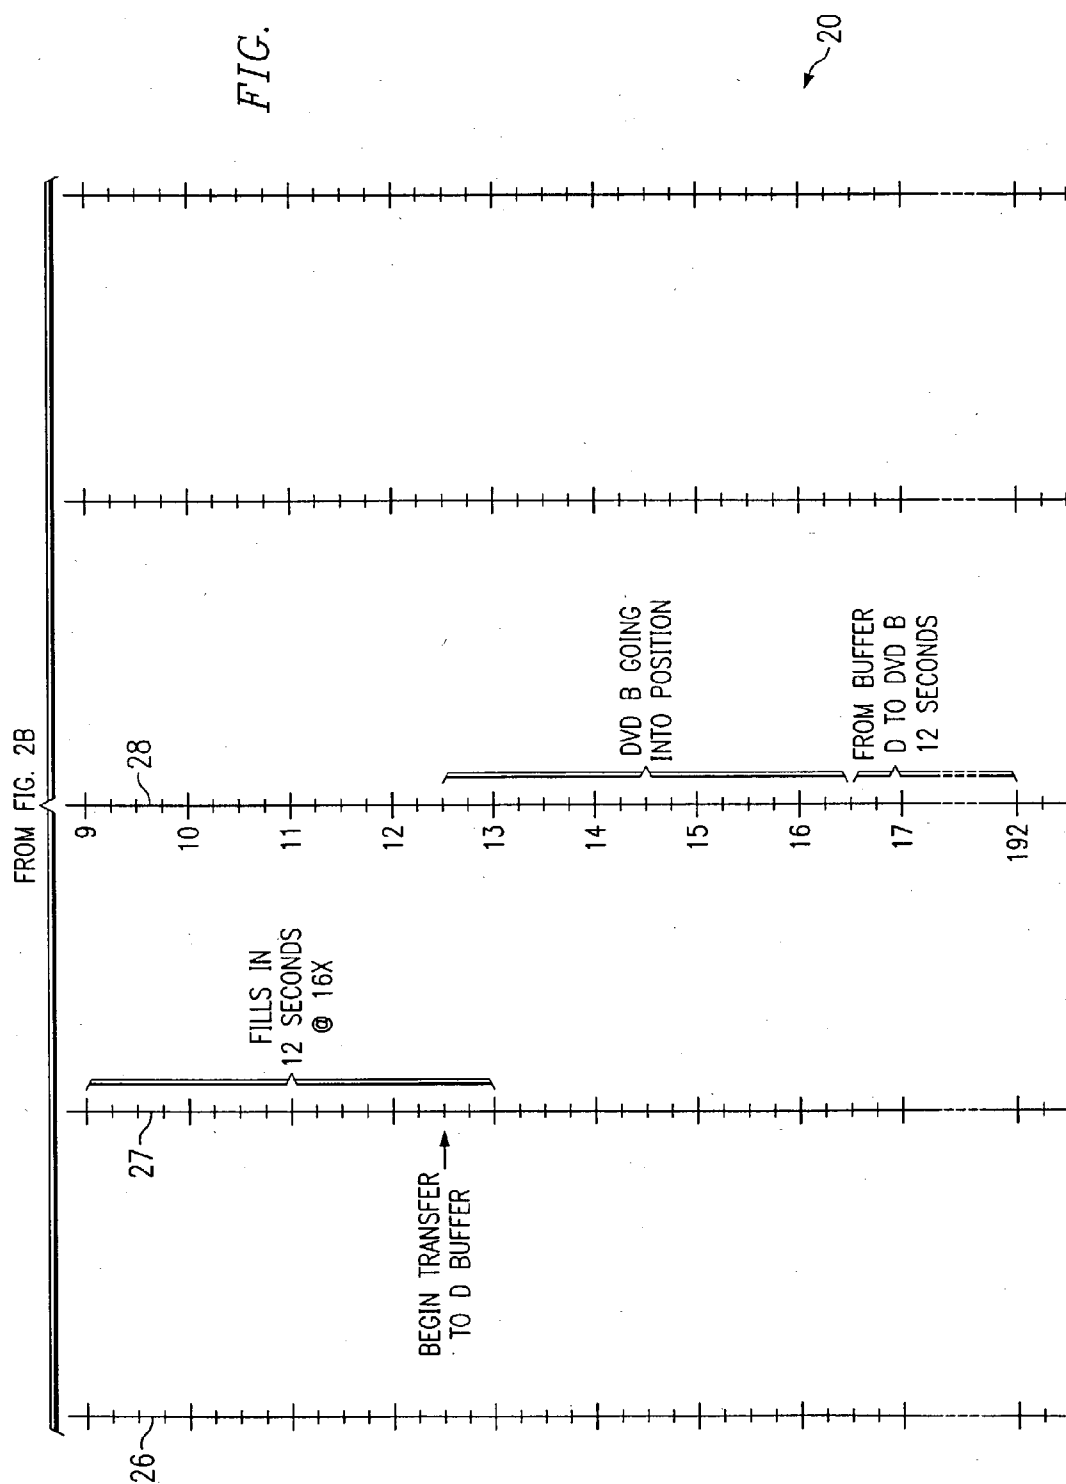 FROM FIG. 2B
FIG.
20
26
27
28
9
10
11
12
13
14
15
16
17
192
FILLS IN
12 SECONDS
@ 16X
BEGIN TRANSFER
TO D BUFFER
DVD B GOING
INTO POSITION
FROM BUFFER
D TO DVD B
12 SECONDS